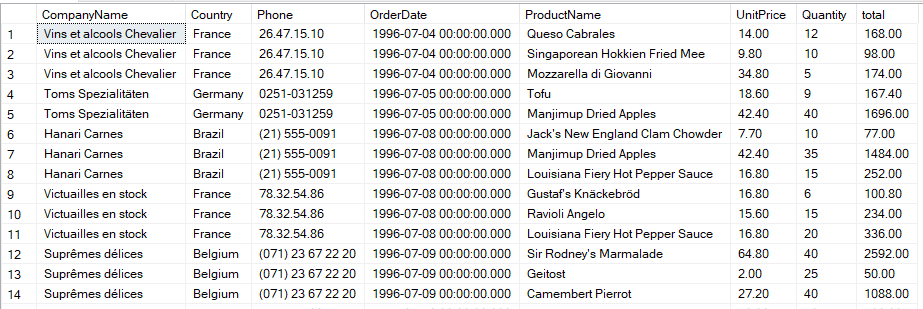 CompanyName Country Phone OrderDate ProductName UnitPrice Quantity total
1 Vins et alcools Chevalier France 26.47.15.10 1996-07-04 00:00:00.000 Queso Cabrales 14.00 12 168.00
2 Vins et alcools Chevalier France 26.47.15.10 1996-07-04 00:00:00.000 Singaporean Hokkien Fried Mee 9.80 10 98.00
3 Vins et alcools Chevalier France 26.47.15.10 1996-07-04 00:00:00.000 Mozzarella di Giovanni 34.80 5 174.00
4 Toms Spezialitäten Germany 0251-031259 1996-07-05 00:00:00.000 Tofu 18.60 9 167.40
5 Toms Spezialitäten Germany 0251-031259 1996-07-05 00:00:00.000 Manjimup Dried Apples 42.40 40 1696.00
6 Hanari Carnes Brazil (21) 555-0091 1996-07-08 00:00:00.000 Jack's New England Clam Chowder 7.70 10 77.00
7 Hanari Carnes Brazil (21) 555-0091 1996-07-08 00:00:00.000 Manjimup Dried Apples 42.40 35 1484.00
8 Hanari Carnes Brazil (21) 555-0091 1996-07-08 00:00:00.000 Louisiana Fiery Hot Pepper Sauce 16.80 15 252.00
9 Victuailles en stock France 78.32.54.86 1996-07-08 00:00:00.000 Gustaf's Knäckebröd 16.80 6 100.80
10 Victuailles en stock France 78.32.54.86 1996-07-08 00:00:00.000 Ravioli Angelo 15.60 15 234.00
11 Victuailles en stock France 78.32.54.86 1996-07-08 00:00:00.000 Louisiana Fiery Hot Pepper Sauce 16.80 20 336.00
12 Suprêmes délices Belgium (071) 23 67 22 20 1996-07-09 00:00:00.000 Sir Rodney's Marmalade 64.80 40 2592.00
13 Suprêmes délices Belgium (071) 23 67 22 20 1996-07-09 00:00:00.000 Geitost 2.00 25 50.00
14 Suprêmes délices Belgium (071) 23 67 22 20 1996-07-09 00:00:00.000 Camembert Pierrot 27.20 40 1088.00